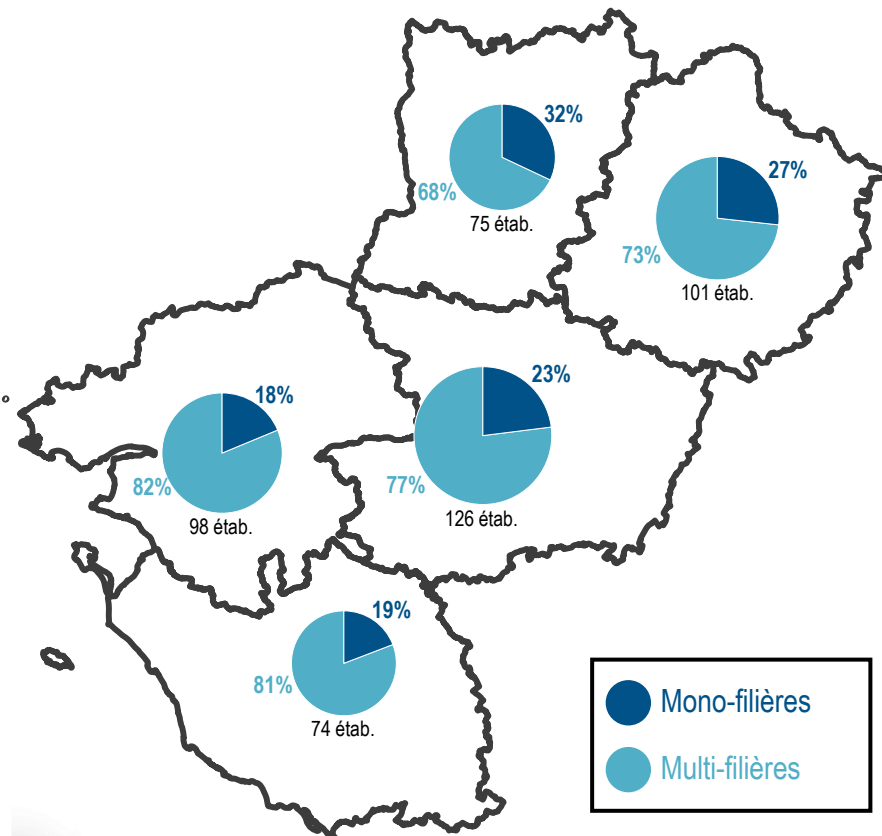 32%
68%
75 étab.
27%
73%
101 étab.
18%
82%
98 étab.
23%
77%
126 étab.
19%
81%
74 étab.
Mono-filières
Multi-filières